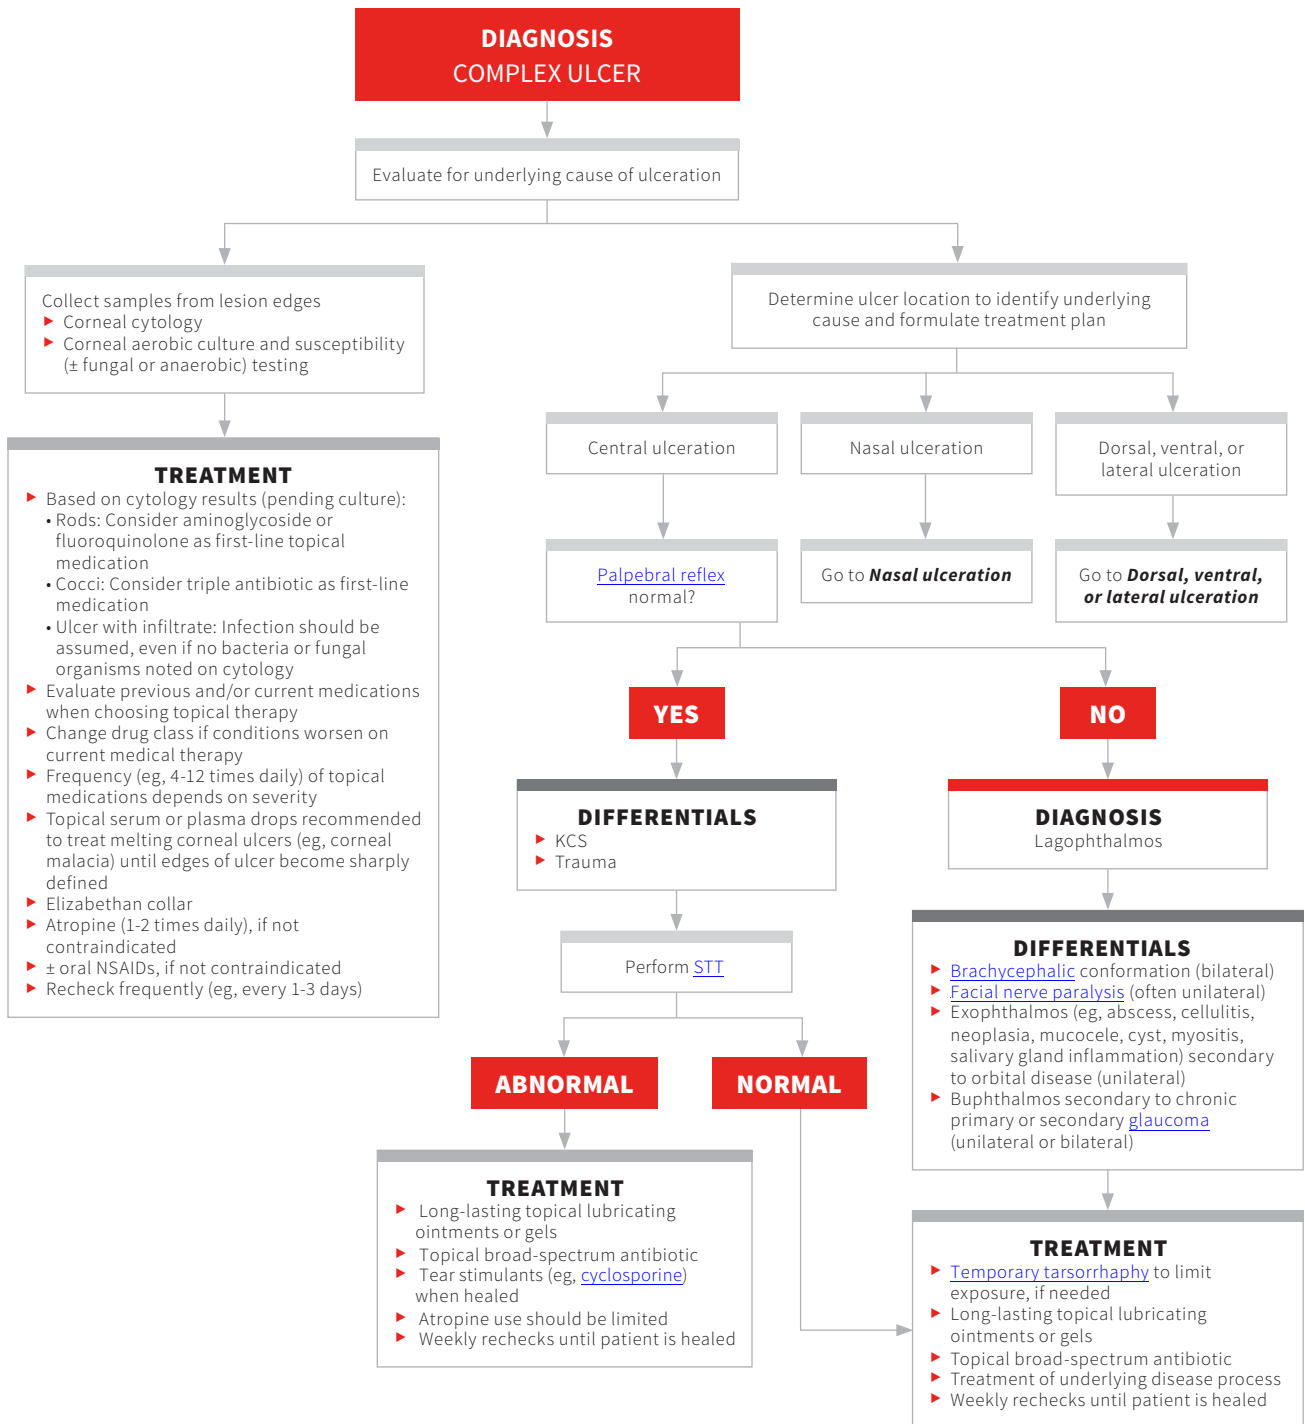 DIAGNOSIS
COMPLEX ULCER
Evaluate for underlying cause of ulceration
Collect samples from lesion edges
► Corneal cytology
► Corneal aerobic culture and susceptibility
(± fungal or anaerobic) testing
TREATMENT
► Based on cytology results (pending culture):
• Rods: Consider aminoglycoside or
fluoroquinolone as first-line topical
medication
• Cocci: Consider triple antibiotic as first-line
medication
• Ulcer with infiltrate: Infection should be
assumed, even if no bacteria or fungal
organisms noted on cytology
► Evaluate previous and/or current medications
when choosing topical therapy
► Change drug class if conditions worsen on
current medical therapy
► Frequency (eg, 4-12 times daily) of topical
medications depends on severity
► Topical serum or plasma drops recommended
to treat melting corneal ulcers (eg, corneal
malacia) until edges of ulcer become sharply
defined
► Elizabethan collar
► Atropine (1-2 times daily), if not
contraindicated
► ± oral NSAIDs, if not contraindicated
► Recheck frequently (eg, every 1-3 days)
Determine ulcer location to identify underlying
cause and formulate treatment plan
Central ulceration
Nasal ulceration
Dorsal, ventral, or
lateral ulceration
Palpebral reflex
normal?
Go to Nasal ulceration
Go to Dorsal, ventral,
or lateral ulceration
YES
NO
DIFFERENTIALS
► KCS
► Trauma
Perform STT
ABNORMAL
NORMAL
TREATMENT
► Long-lasting topical lubricating
ointments or gels
► Topical broad-spectrum antibiotic
► Tear stimulants (eg, cyclosporine)
when healed
► Atropine use should be limited
► Weekly rechecks until patient is healed
DIAGNOSIS
Lagophthalmos
DIFFERENTIALS
► Brachycephalic conformation (bilateral)
► Facial nerve paralysis (often unilateral)
► Exophthalmos (eg, abscess, cellulitis,
neoplasia, mucocele, cyst, myositis,
salivary gland inflammation) secondary
to orbital disease (unilateral)
► Buphthalmos secondary to chronic
primary or secondary glaucoma
(unilateral or bilateral)
TREATMENT
► Temporary tarsorrhaphy to limit
exposure, if needed
► Long-lasting topical lubricating
ointments or gels
► Topical broad-spectrum antibiotic
► Treatment of underlying disease process
► Weekly rechecks until patient is healed